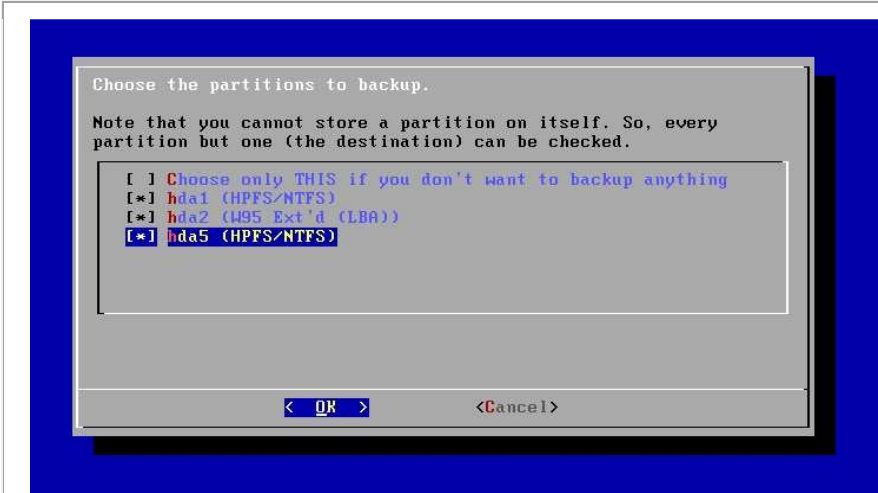 Choose the partitions to backup.
Note that you cannot store a partition on itself. So, every
partition but one (the destination) can be checked.
[ ] Choose only THIS if you don't want to backup anything
[*] hda1 (HPFS/NTFS)
[*] hda2 (W95 Ext'd (LBA))
[*] hda5 (HPFS/NTFS)
< OK > <Cancel>